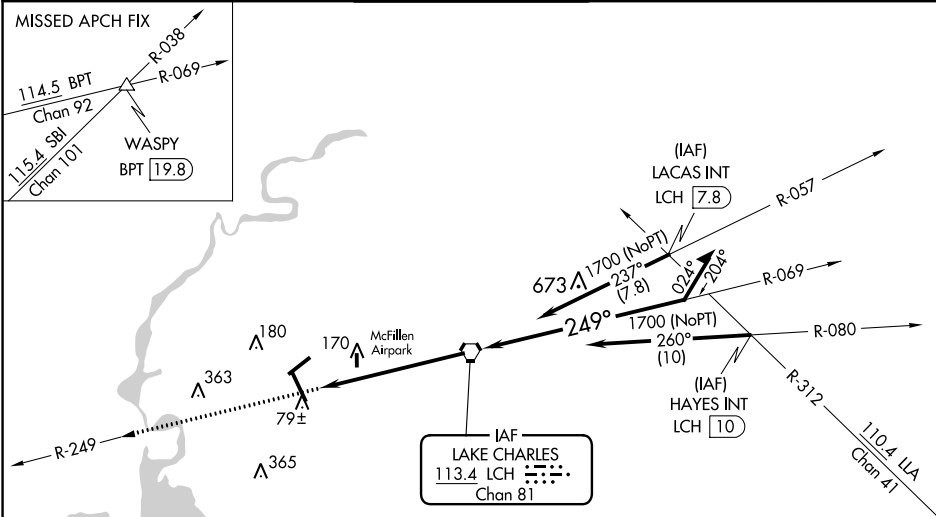 MISSED APCH FIX
R-038
R-069
114.5 BPT
Chan 92
115.4 SBI
Chan 101
WASPY
BPT 19.8
(IAF)
LACAS INT
LCH 7.8
R-057
1700 (NoPT)
237°
(7.8)
673
024°
204°
R-069
249°
1700 (NoPT)
260°
(10)
R-080
(IAF)
HAYES INT
LCH 10
R-312
110.4 LLA
Chan 41
180
170
McFillen
Airpark
363
79±
R-249
365
IAF
LAKE CHARLES
113.4 LCH
Chan 81